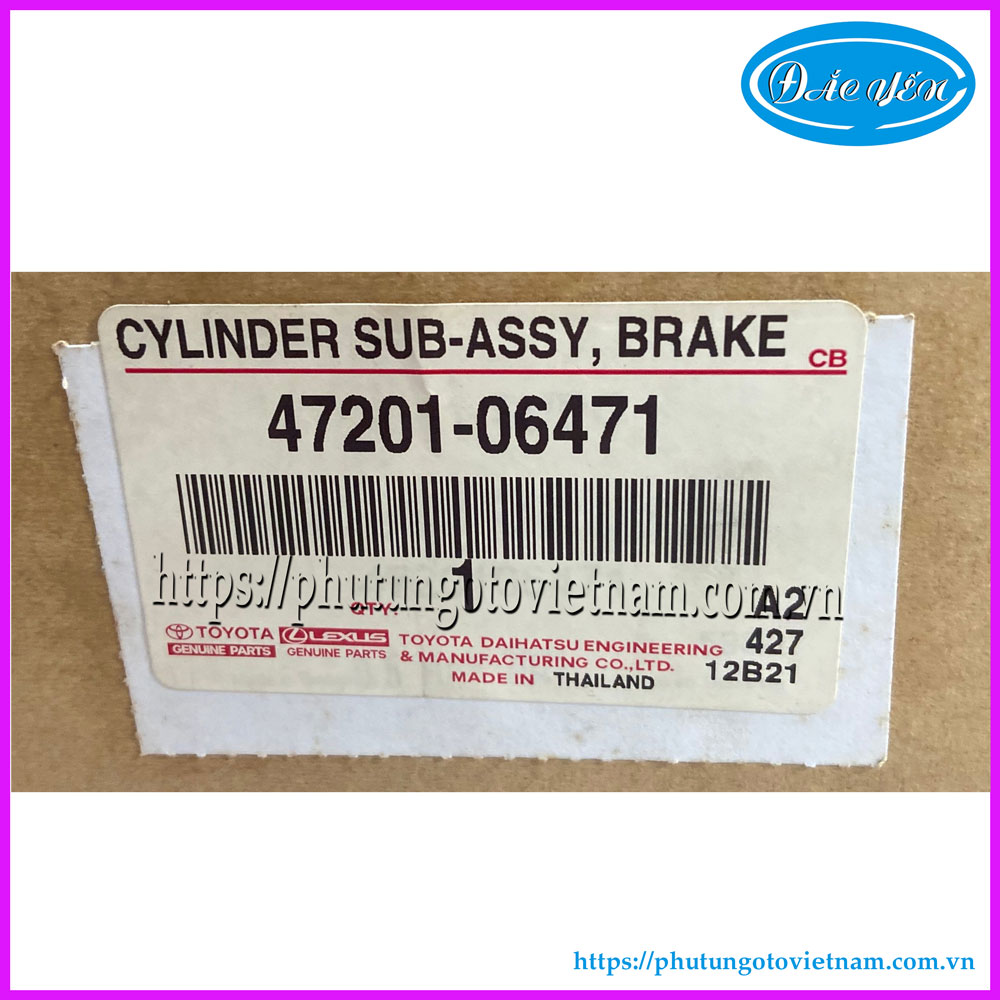 ĐẮC YẾN
CYLINDER SUB-ASSY, BRAKE CB
47201-06471
https://phutungotovietnam.com.vn
QTY. 1 A2
TOYOTA LEXUS TOYOTA DAIHATSU ENGINEERING 427
GENUINE PARTS GENUINE PARTS & MANUFACTURING CO.,LTD. 12B21
MADE IN THAILAND
https://phutungotovietnam.com.vn